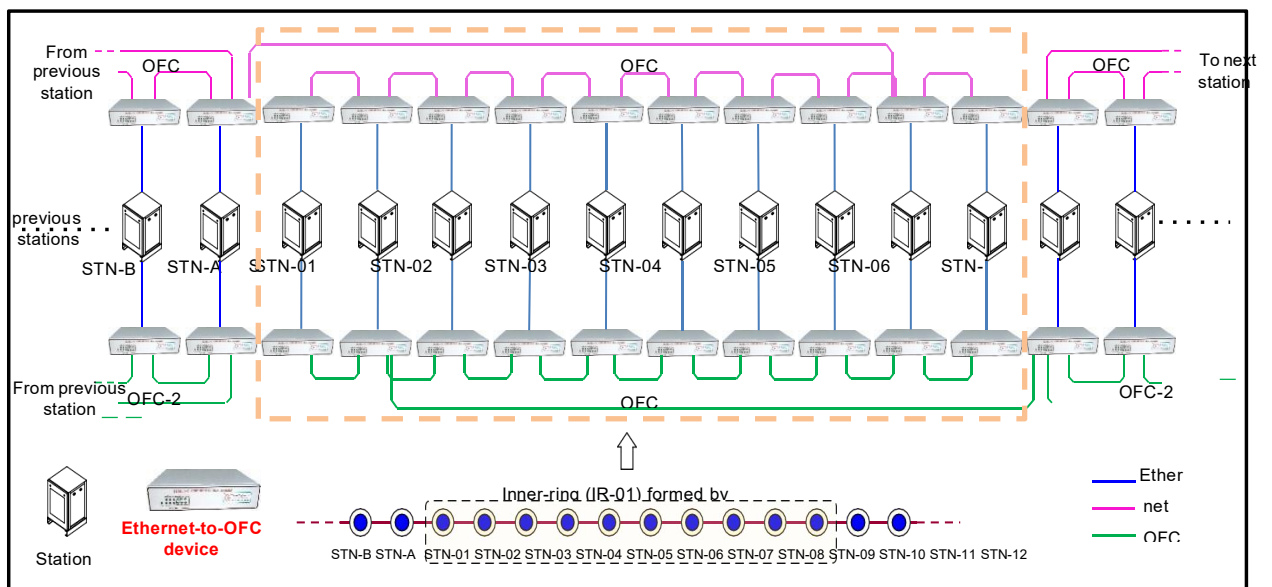 From
previous
station
OFC
OFC
OFC
To next
station
previous
stations
STN-B
STN-A
STN-01
STN-02
STN-03
STN-04
STN-05
STN-06
STN-
From previous
station
OFC-2
OFC
OFC-2
Inner-ring (IR-01) formed by
Ethernet-to-OFC
device
Station
STN-B STN-A STN-01 STN-02 STN-03 STN-04 STN-05 STN-06 STN-07 STN-08 STN-09 STN-10 STN-11 STN-12
Ether
net
OFC